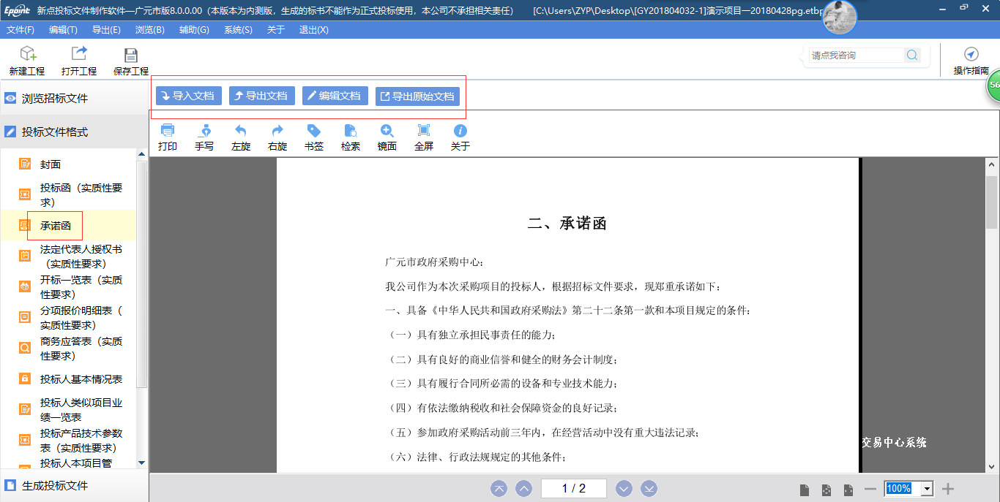 Epoint 新点投标文件制作软件—广元市版8.0.0.00（本版本为内测版，生成的标书不能作为正式投标使用，本公司不承担相关责任） [C:\Users\ZYP\Desktop\[GY201804032-1]演示项目一20180428pg.etbp
文件(F) 编辑(T) 导出(E) 浏览(B) 辅助(G) 系统(S) 关于 退出(X)
请点我咨询
新建工程 打开工程 保存工程 操作指南
56
导入文档 导出文档 编辑文档 导出原始文档
浏览招标文件
投标文件格式
打印 手写 左旋 右旋 书签 检索 镜面 全屏 关于
封面
投标函（实质性要
求）
承诺函
法定代表人授权书
（实质性要求）
开标一览表（实质
性要求）
分项报价明细表（
实质性要求）
商务应答表（实质
性要求）
投标人基本情况表
投标人类似项目业
绩一览表
投标产品技术参数
表（实质性要求）
投标人本项目管
生成投标文件
二、承诺函
广元市政府采购中心：
我公司作为本次采购项目的投标人，根据招标文件要求，现郑重承诺如下：
一、具备《中华人民共和国政府采购法》第二十二条第一款和本项目规定的条件：
（一）具有独立承担民事责任的能力；
（二）具有良好的商业信誉和健全的财务会计制度；
（三）具有履行合同所必需的设备和专业技术能力；
（四）有依法缴纳税收和社会保障资金的良好记录；
（五）参加政府采购活动前三年内，在经营活动中没有重大违法记录；
（六）法律、行政法规规定的其他条件；
交易中心系统
1 / 2
100%